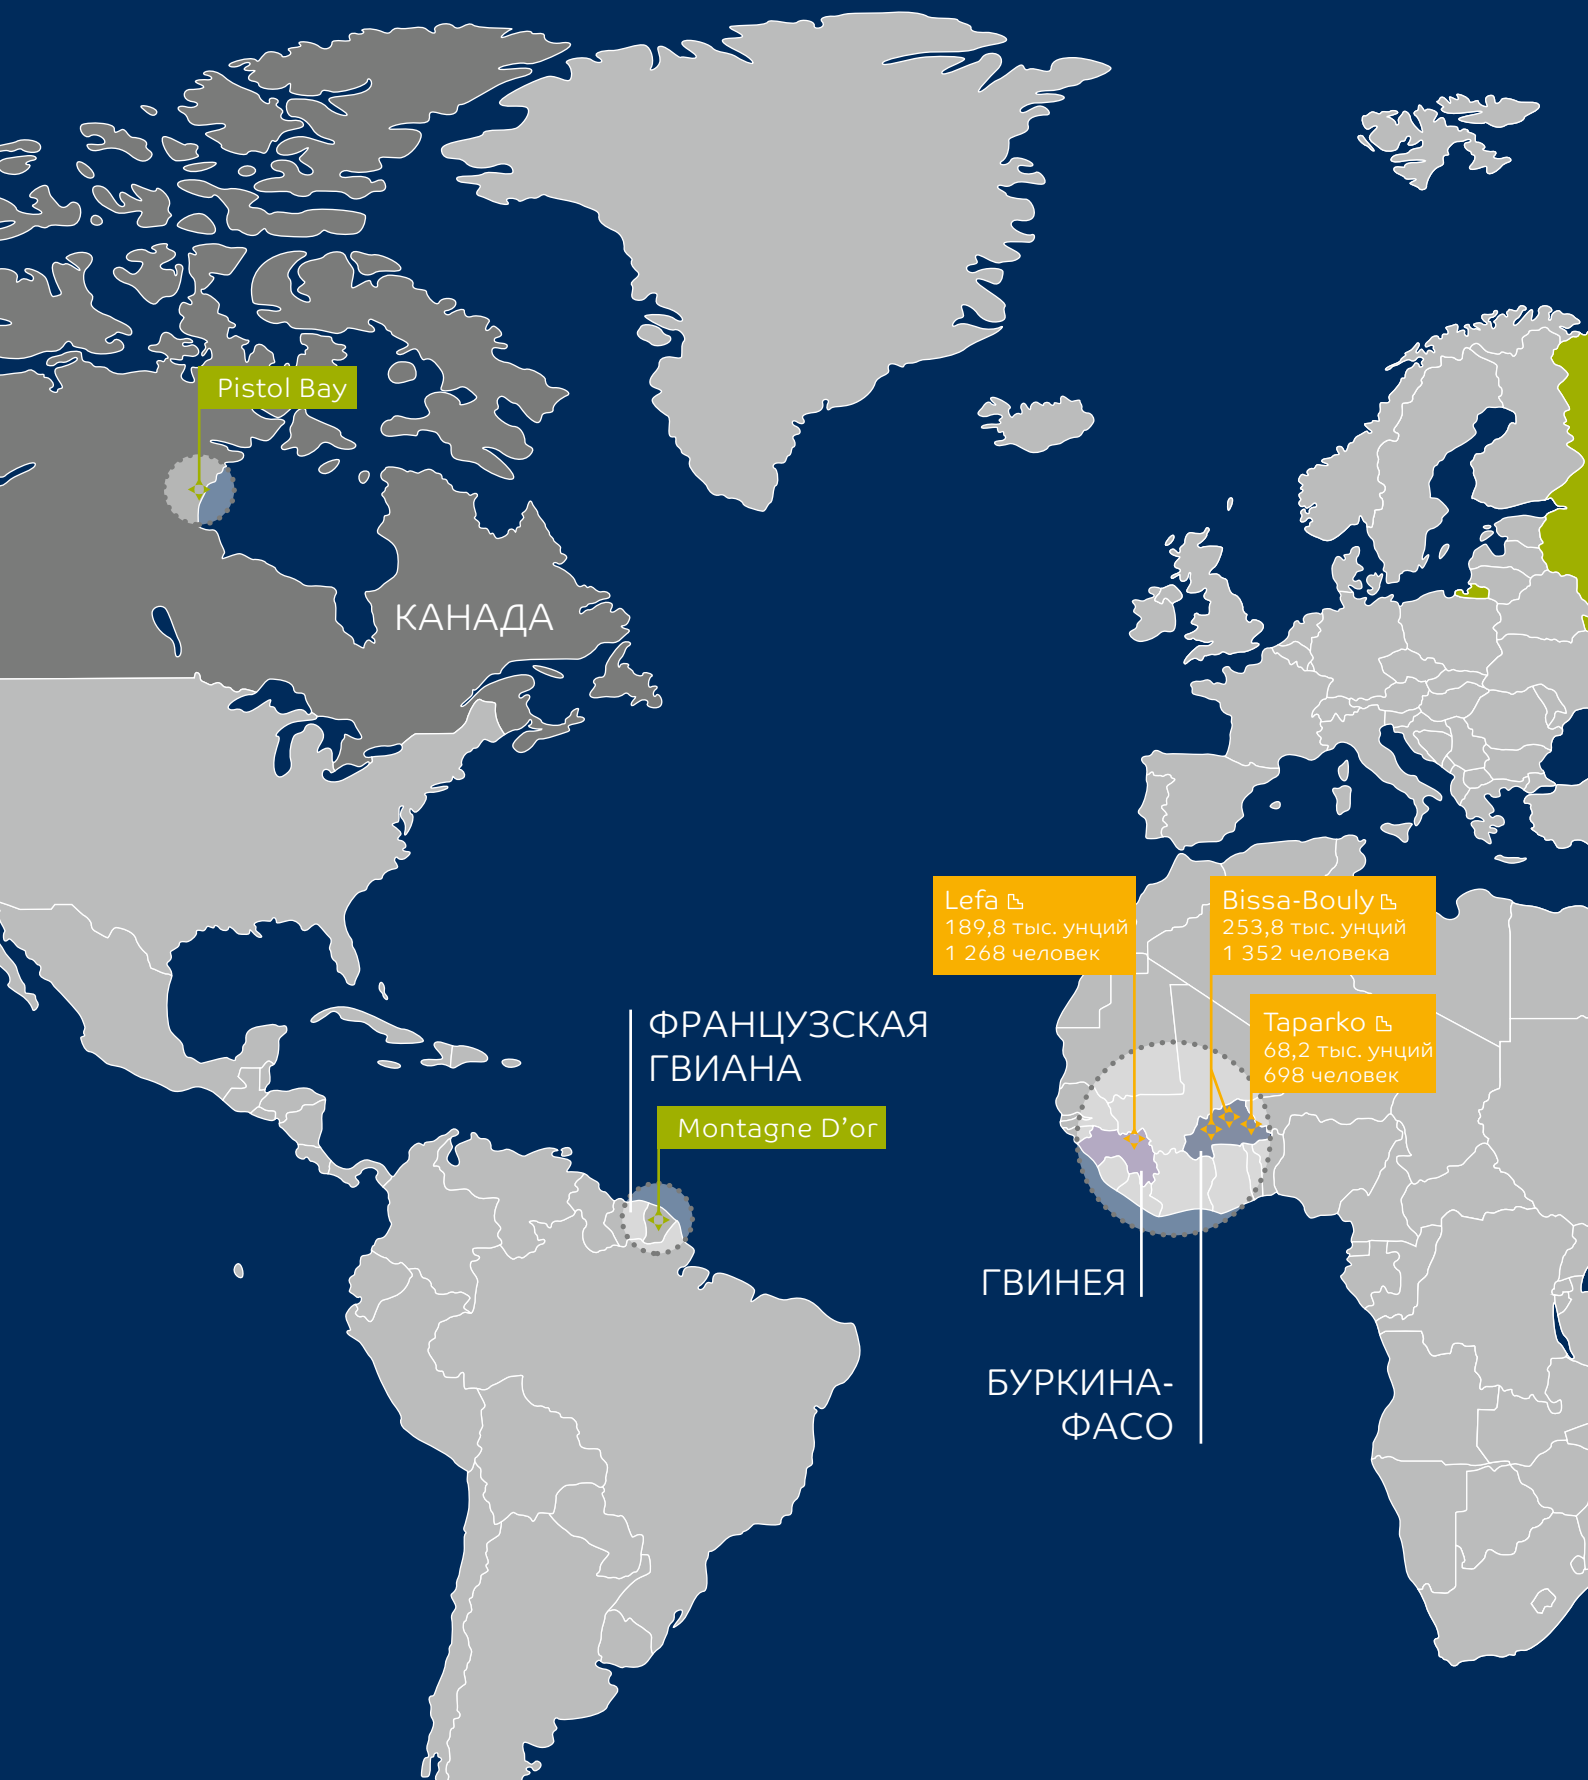 Pistol Bay
КАНАДА
Lefa
189,8 тыс. унций
1 268 человек
Bissa-Bouly
253,8 тыс. унций
1 352 человека
Taparko
68,2 тыс. унций
698 человек
ФРАНЦУЗСКАЯ
ГВИАНА
Montagne D’or
ГВИНЕЯ
БУРКИНА-
ФАСО